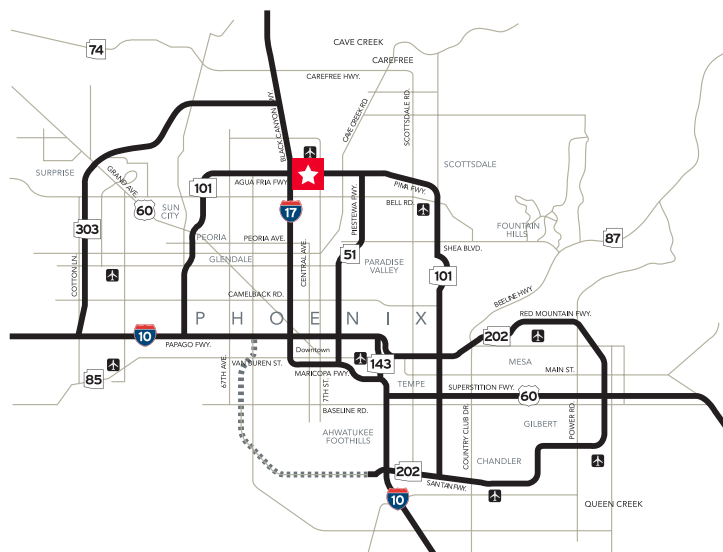 CAVE CREEK
74
CAREFREE
CAREFREE HWY.
BLACK CANYON FWY.
CAVE CREEK RD
SCOTTSDALE RD.
SURPRISE
GRAND AVE.
SCOTTSDALE
101
AGUA FRIA FWY.
PIMA FWY.
60
SUN
CITY
17
PIESTEWA FWY.
BELL RD.
303
PEORIA
PEORIA AVE.
FOUNTAIN
HILLS
87
SHEA BLVD.
COTTON LN.
GLENDALE
CENTRAL AVE.
51
PARADISE
VALLEY
101
CAMELBACK RD.
BEELINE HWY
PHOENIX
RED MOUNTAIN FWY.
10
PAPAGO FWY.
202
Downtown
143
MESA
85
67TH AVE.
VAN BUREN ST.
MARICOPA FWY.
MAIN ST.
7TH ST.
TEMPE
SUPERSTITION FWY.
60
BASELINE RD.
COUNTRY CLUB DR.
POWER RD.
GILBERT
AHWATUKEE
FOOTHILLS
CHANDLER
202
SAN TAN FWY.
10
QUEEN CREEK